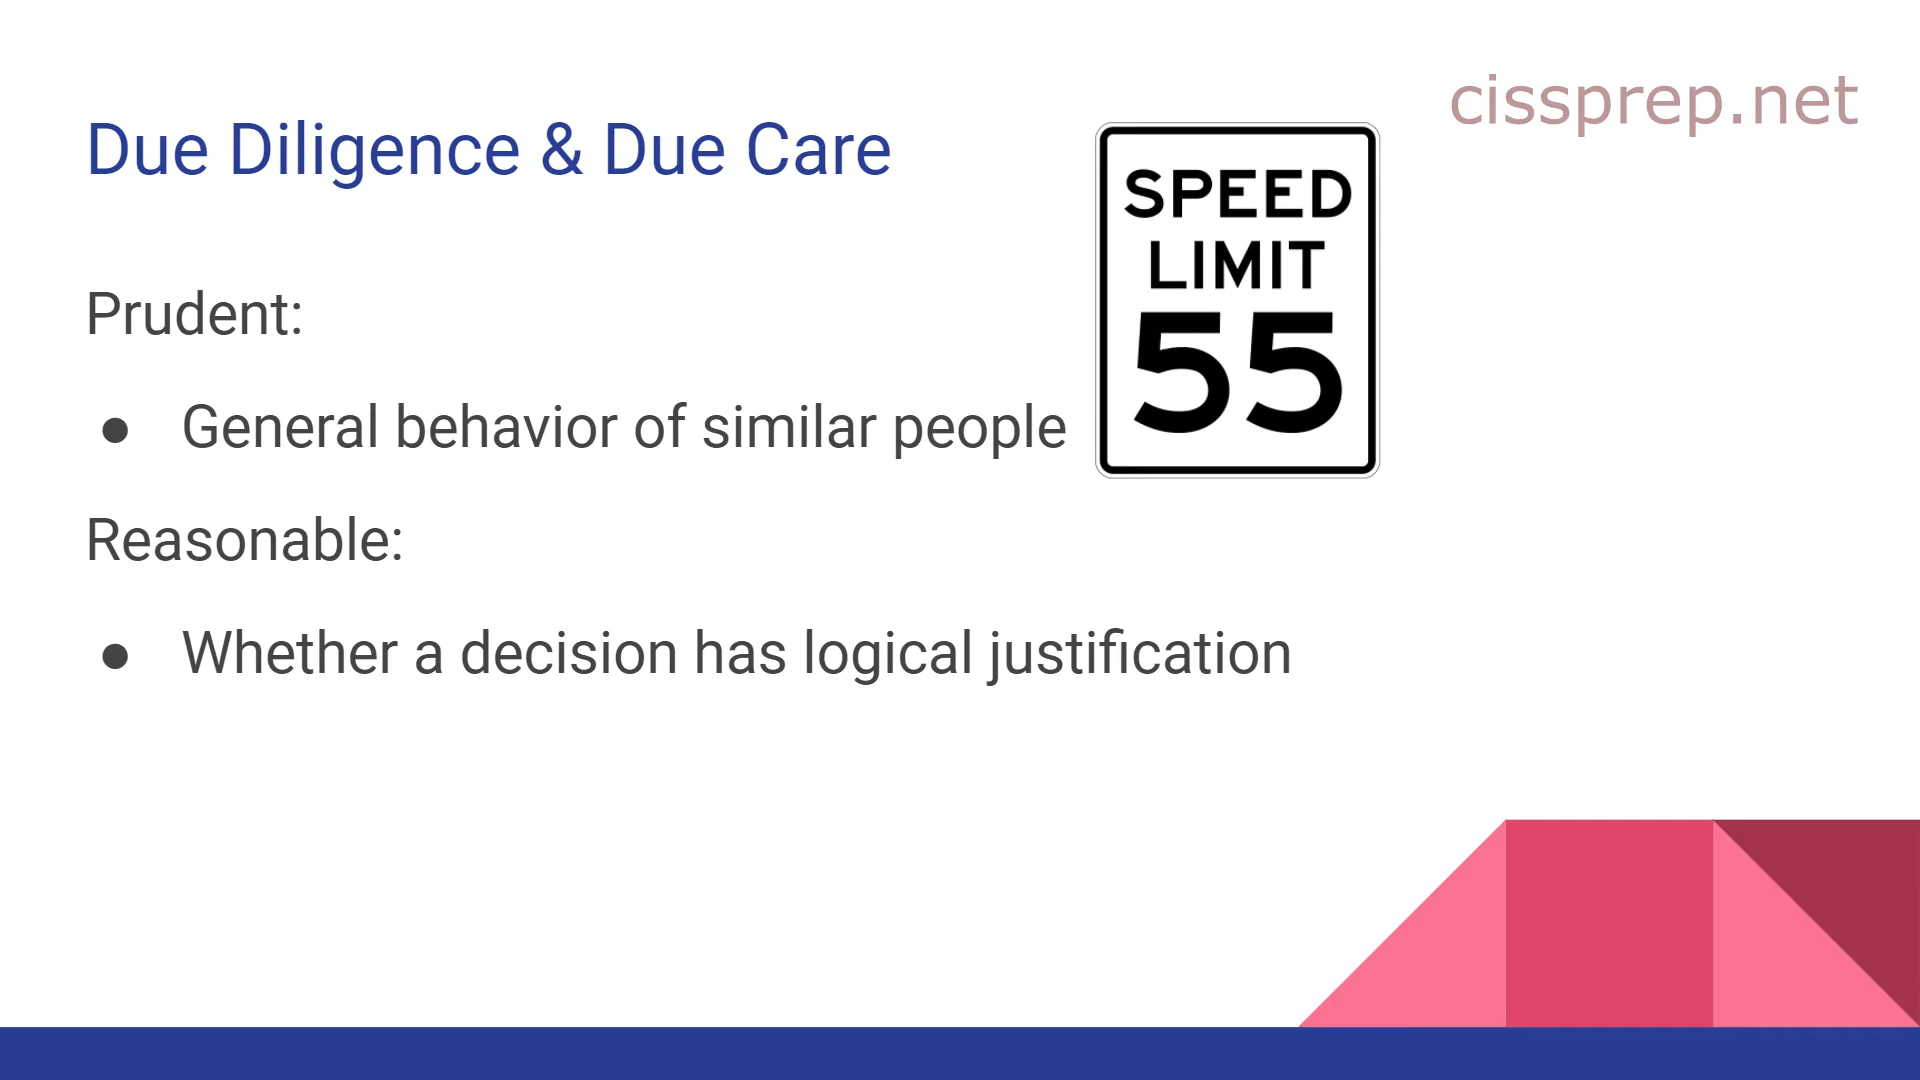 cissprep.net
Due Diligence & Due Care
SPEED
LIMIT
55
Prudent:
● General behavior of similar people
Reasonable:
● Whether a decision has logical justification